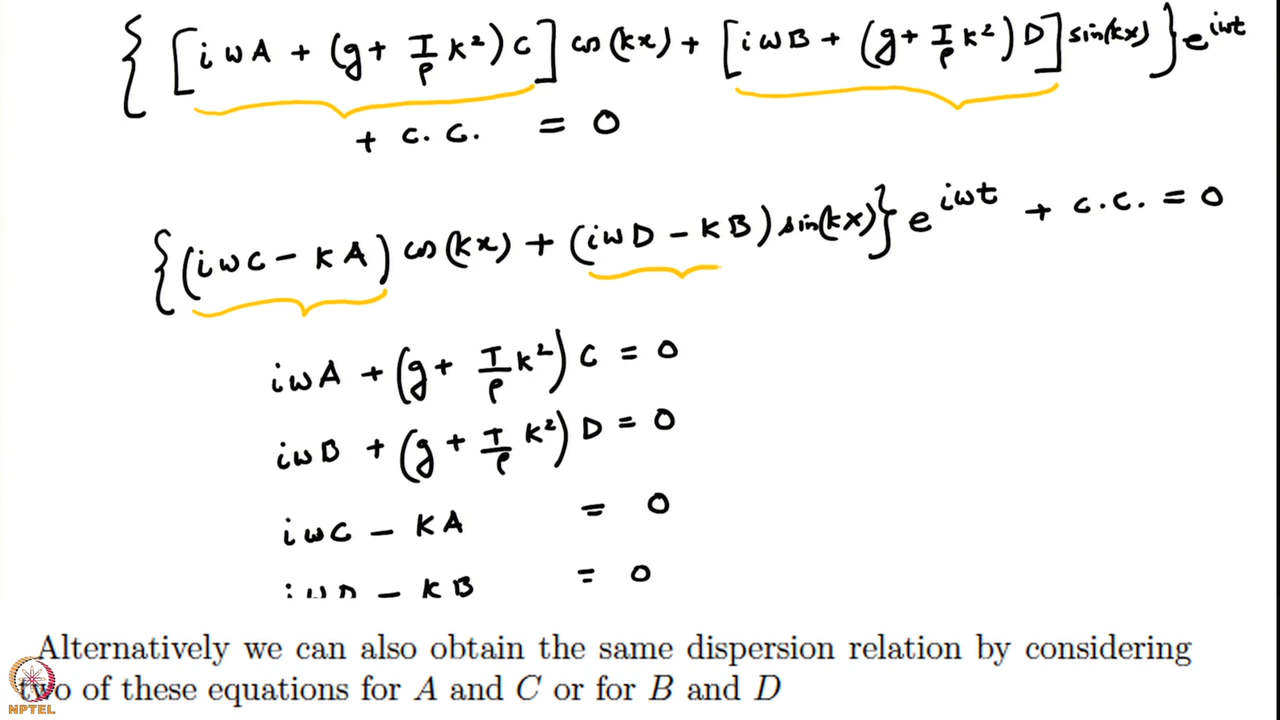 { [iωA + (g + T/ρ k²) C] cos(kx) + [iωB + (g + T/ρ k²) D] sin(kx) } e^{iωt}
+ c.c. = 0
{ (iωC - kA) cos(kx) + (iωD - kB) sin(kx) } e^{iωt} + c.c. = 0
iωA + (g + T/ρ k²) C = 0
iωB + (g + T/ρ k²) D = 0
iωC - kA = 0
iωD - kB = 0
Alternatively we can also obtain the same dispersion relation by considering
two of these equations for A and C or for B and D
NPTEL